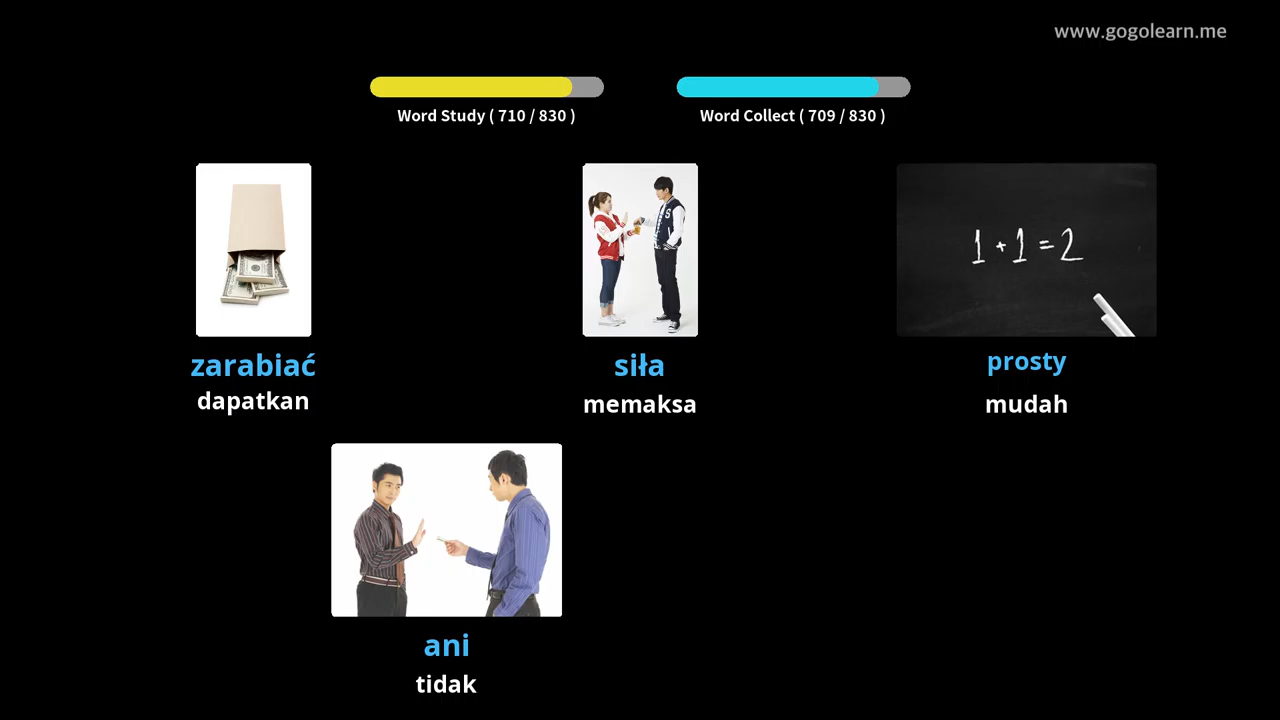 www.gogolearn.me
Word Study ( 710 / 830 )
Word Collect ( 709 / 830 )
1 + 1 = 2
zarabiać
dapatkan
siła
memaksa
prosty
mudah
ani
tidak